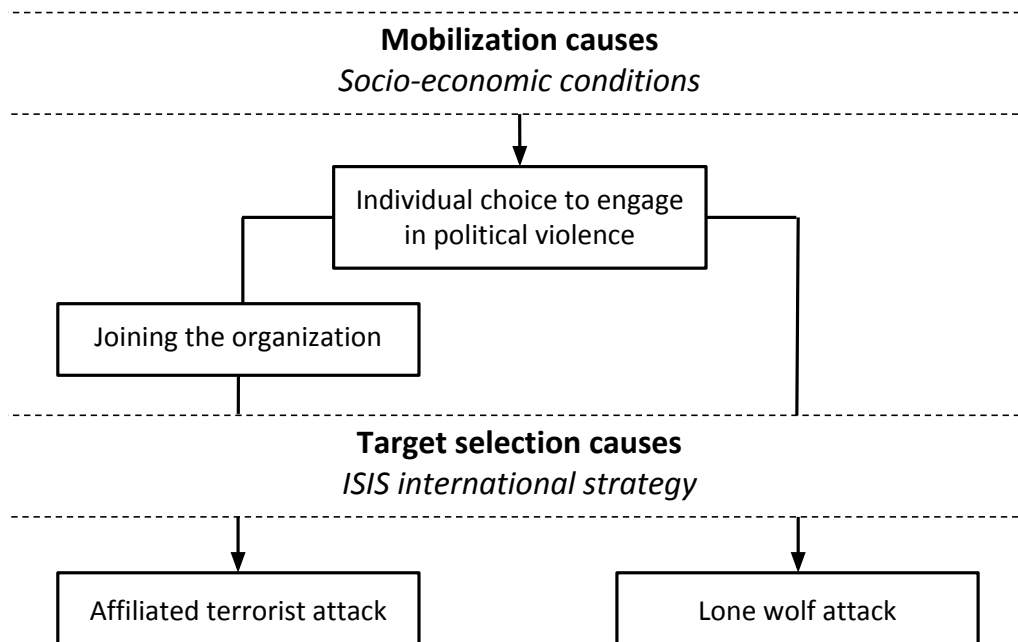 Mobilization causes
Socio-economic conditions
Individual choice to engage
in political violence
Joining the organization
Target selection causes
ISIS international strategy
Affiliated terrorist attack
Lone wolf attack